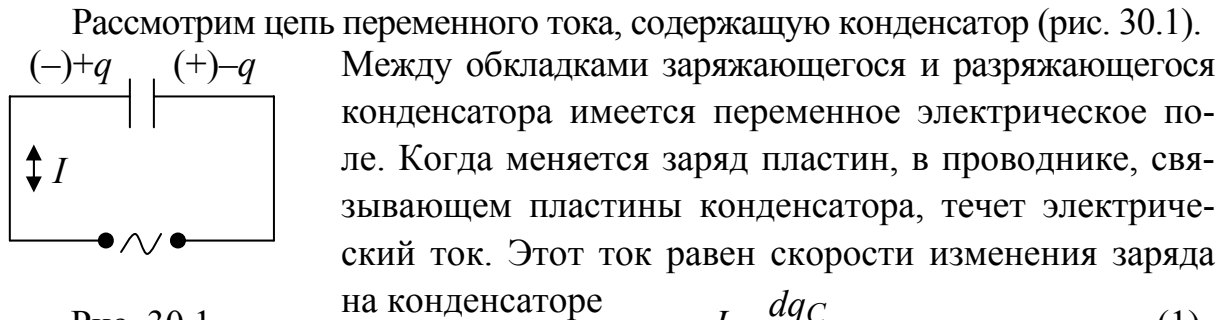 Рассмотрим цепь переменного тока, содержащую конденсатор (рис. 30.1).
(–)+q (+)–q
I
Между обкладками заряжающегося и разряжающегося
конденсатора имеется переменное электрическое по-
ле. Когда меняется заряд пластин, в проводнике, свя-
зывающем пластины конденсатора, течет электриче-
ский ток. Этот ток равен скорости изменения заряда
на конденсаторе
dqC
(1)
30.1